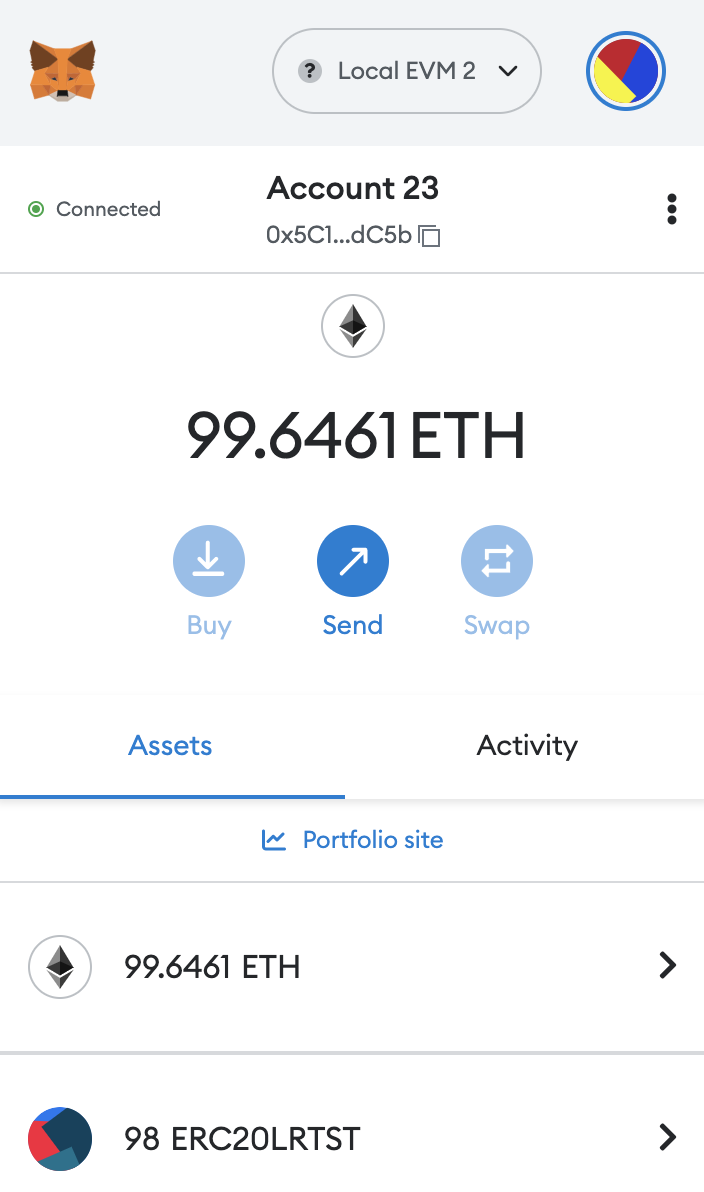 Local EVM 2
Connected
Account 23
0x5C1...dC5b
99.6461 ETH
Buy
Send
Swap
Assets
Activity
Portfolio site
99.6461 ETH
98 ERC20LRTST